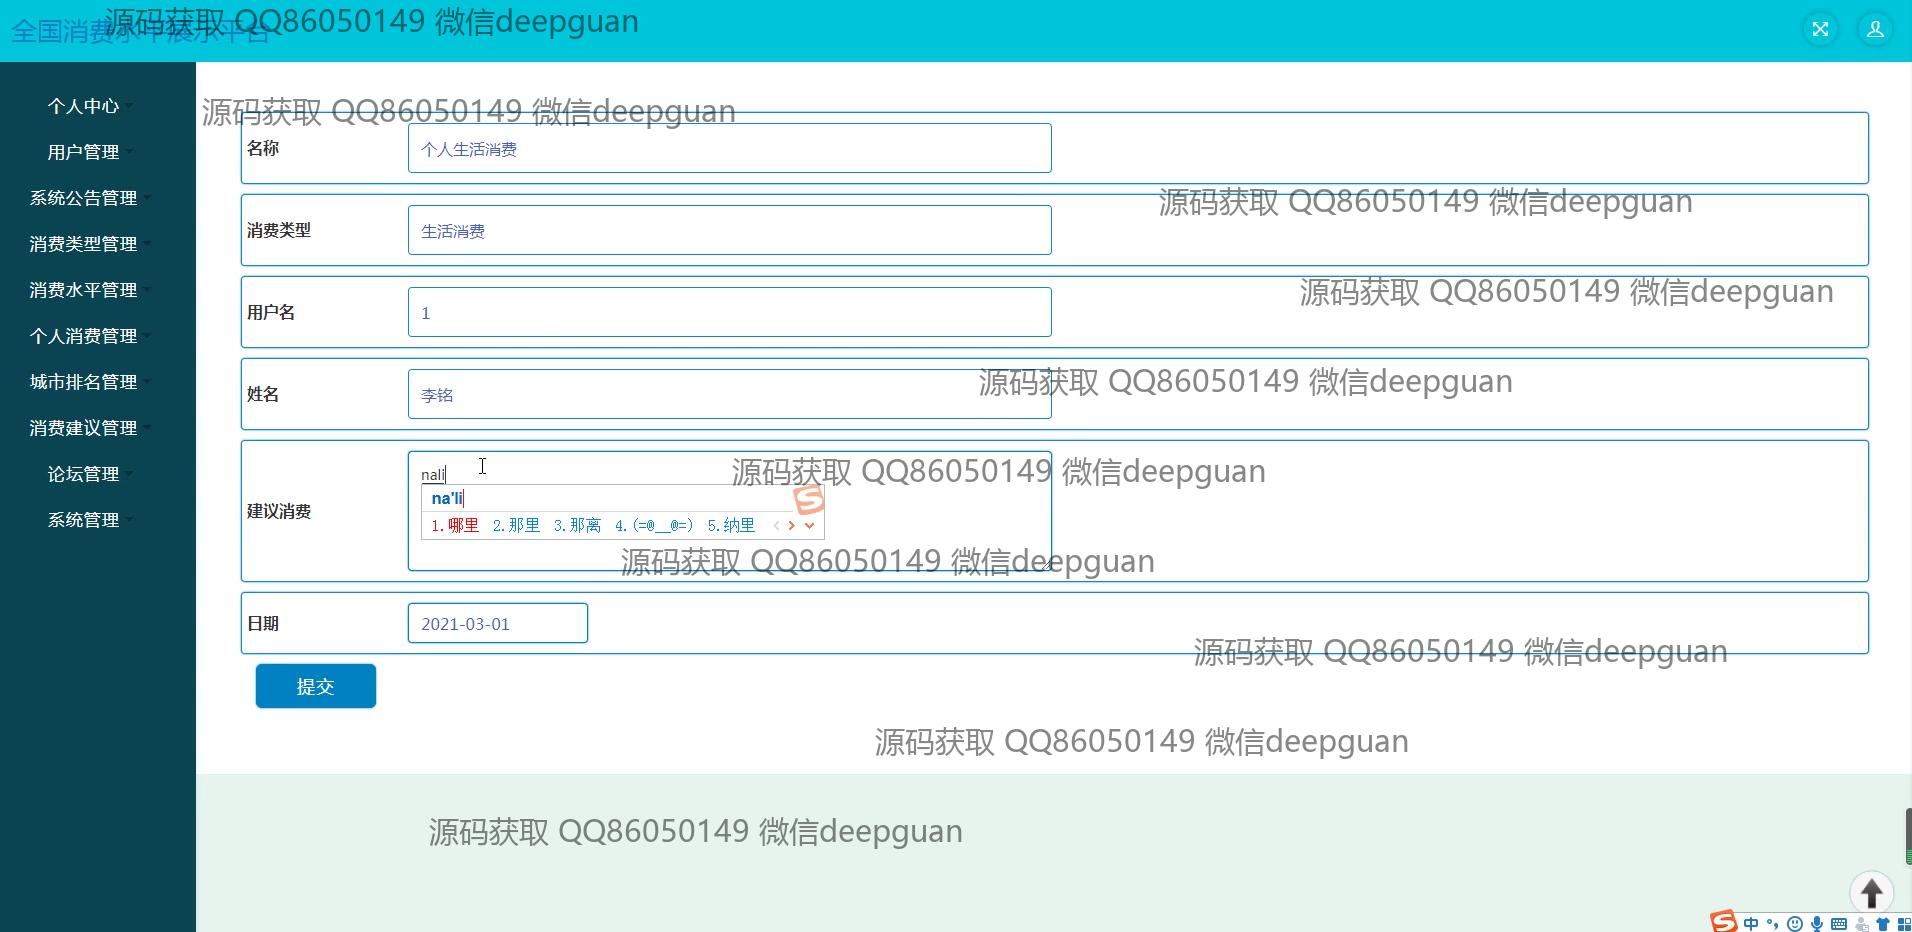 全国消费水平展示平台
源码获取 QQ86050149 微信deepguan
个人中心
用户管理
系统公告管理
消费类型管理
消费水平管理
个人消费管理
城市排名管理
消费建议管理
论坛管理
系统管理
源码获取 QQ86050149 微信deepguan
名称
个人生活消费
源码获取 QQ86050149 微信deepguan
消费类型
生活消费
源码获取 QQ86050149 微信deepguan
用户名
1
源码获取 QQ86050149 微信deepguan
姓名
李铭
源码获取 QQ86050149 微信deepguan
建议消费
nali
na'li
1.哪里 2.那里 3.那离 4.(=@__@=) 5.纳里
源码获取 QQ86050149 微信deepguan
日期
2021-03-01
源码获取 QQ86050149 微信deepguan
提交
源码获取 QQ86050149 微信deepguan
源码获取 QQ86050149 微信deepguan
中